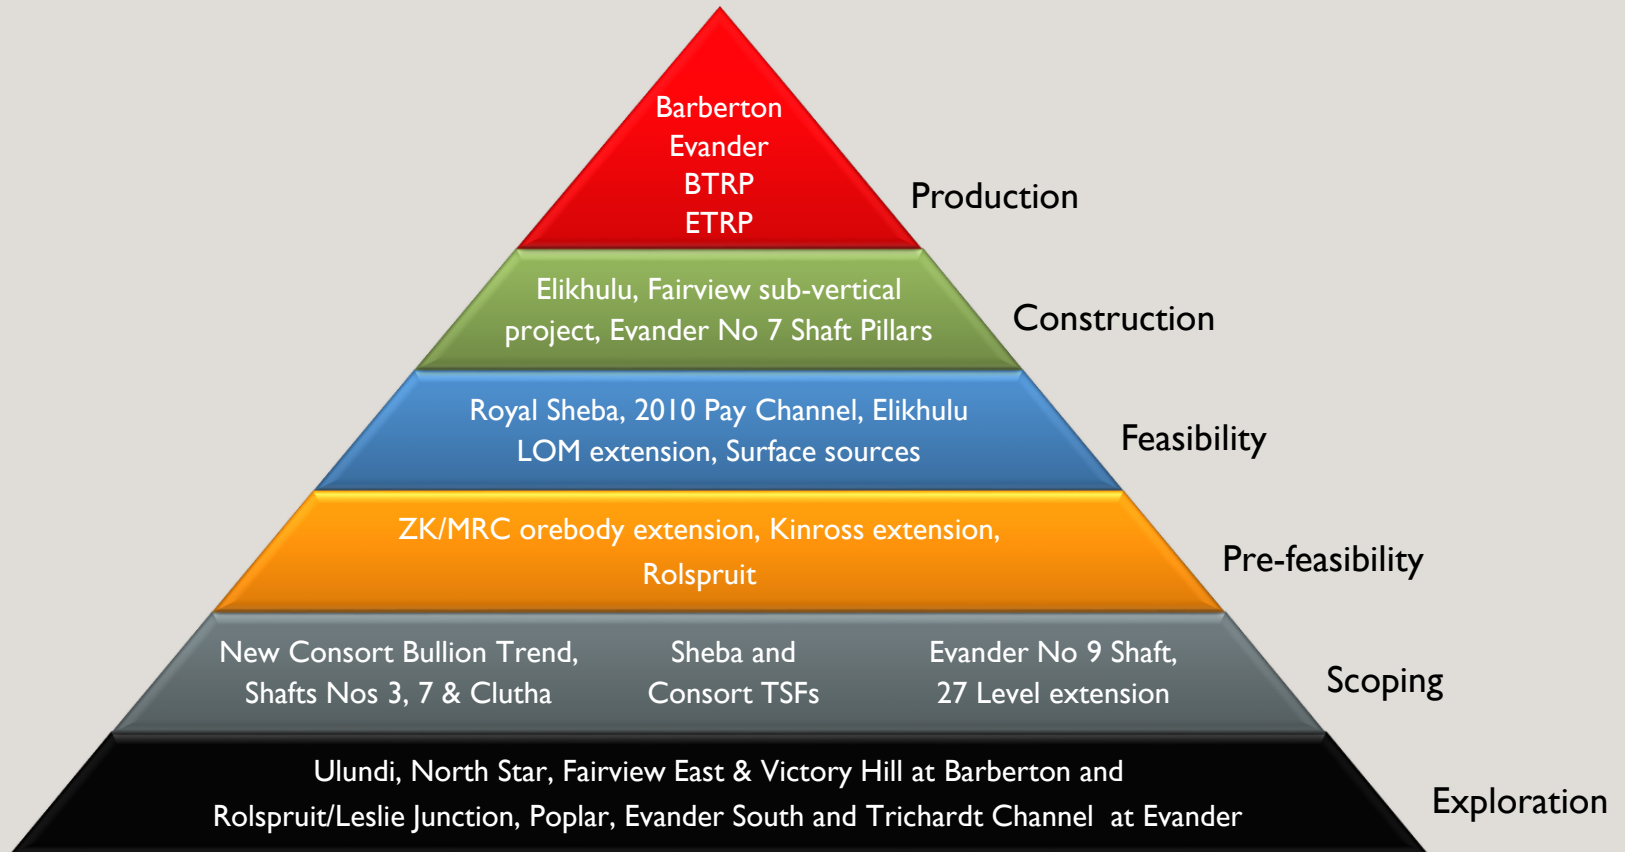 Barberton
Evander
BTRP
ETRP
Production
Elikhulu, Fairview sub-vertical
project, Evander No 7 Shaft Pillars
Construction
Royal Sheba, 2010 Pay Channel, Elikhulu
LOM extension, Surface sources
Feasibility
ZK/MRC orebody extension, Kinross extension,
Rolspruit
Pre-feasibility
New Consort Bullion Trend,
Shafts Nos 3, 7 & Clutha
Sheba and
Consort TSFs
Evander No 9 Shaft,
27 Level extension
Scoping
Ulundi, North Star, Fairview East & Victory Hill at Barberton and
Rolspruit/Leslie Junction, Poplar, Evander South and Trichardt Channel at Evander
Exploration